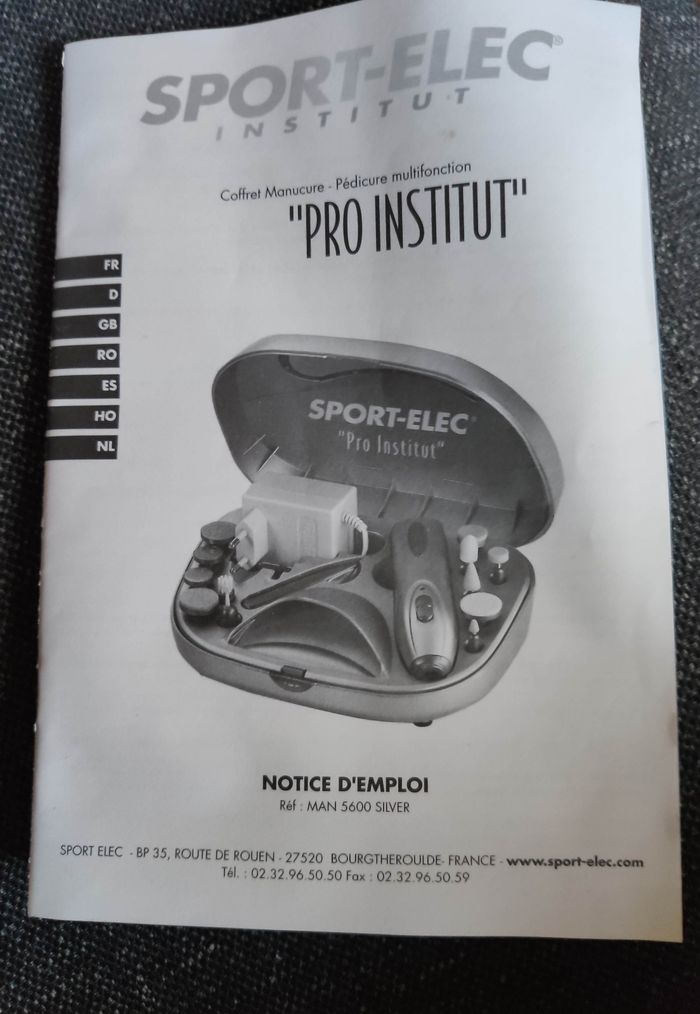 SPORT-ELEC®
INSTITUT
Coffret Manucure - Pédicure multifonction
"PRO INSTITUT"
FR
D
GB
RO
ES
HO
NL
SPORT-ELEC®
"Pro Institut"
NOTICE D'EMPLOI
Réf : MAN 5600 SILVER
SPORT ELEC - BP 35, ROUTE DE ROUEN - 27520 BOURGTHEROULDE- FRANCE - www.sport-elec.com
Tél. : 02.32.96.50.50 Fax : 02.32.96.50.59